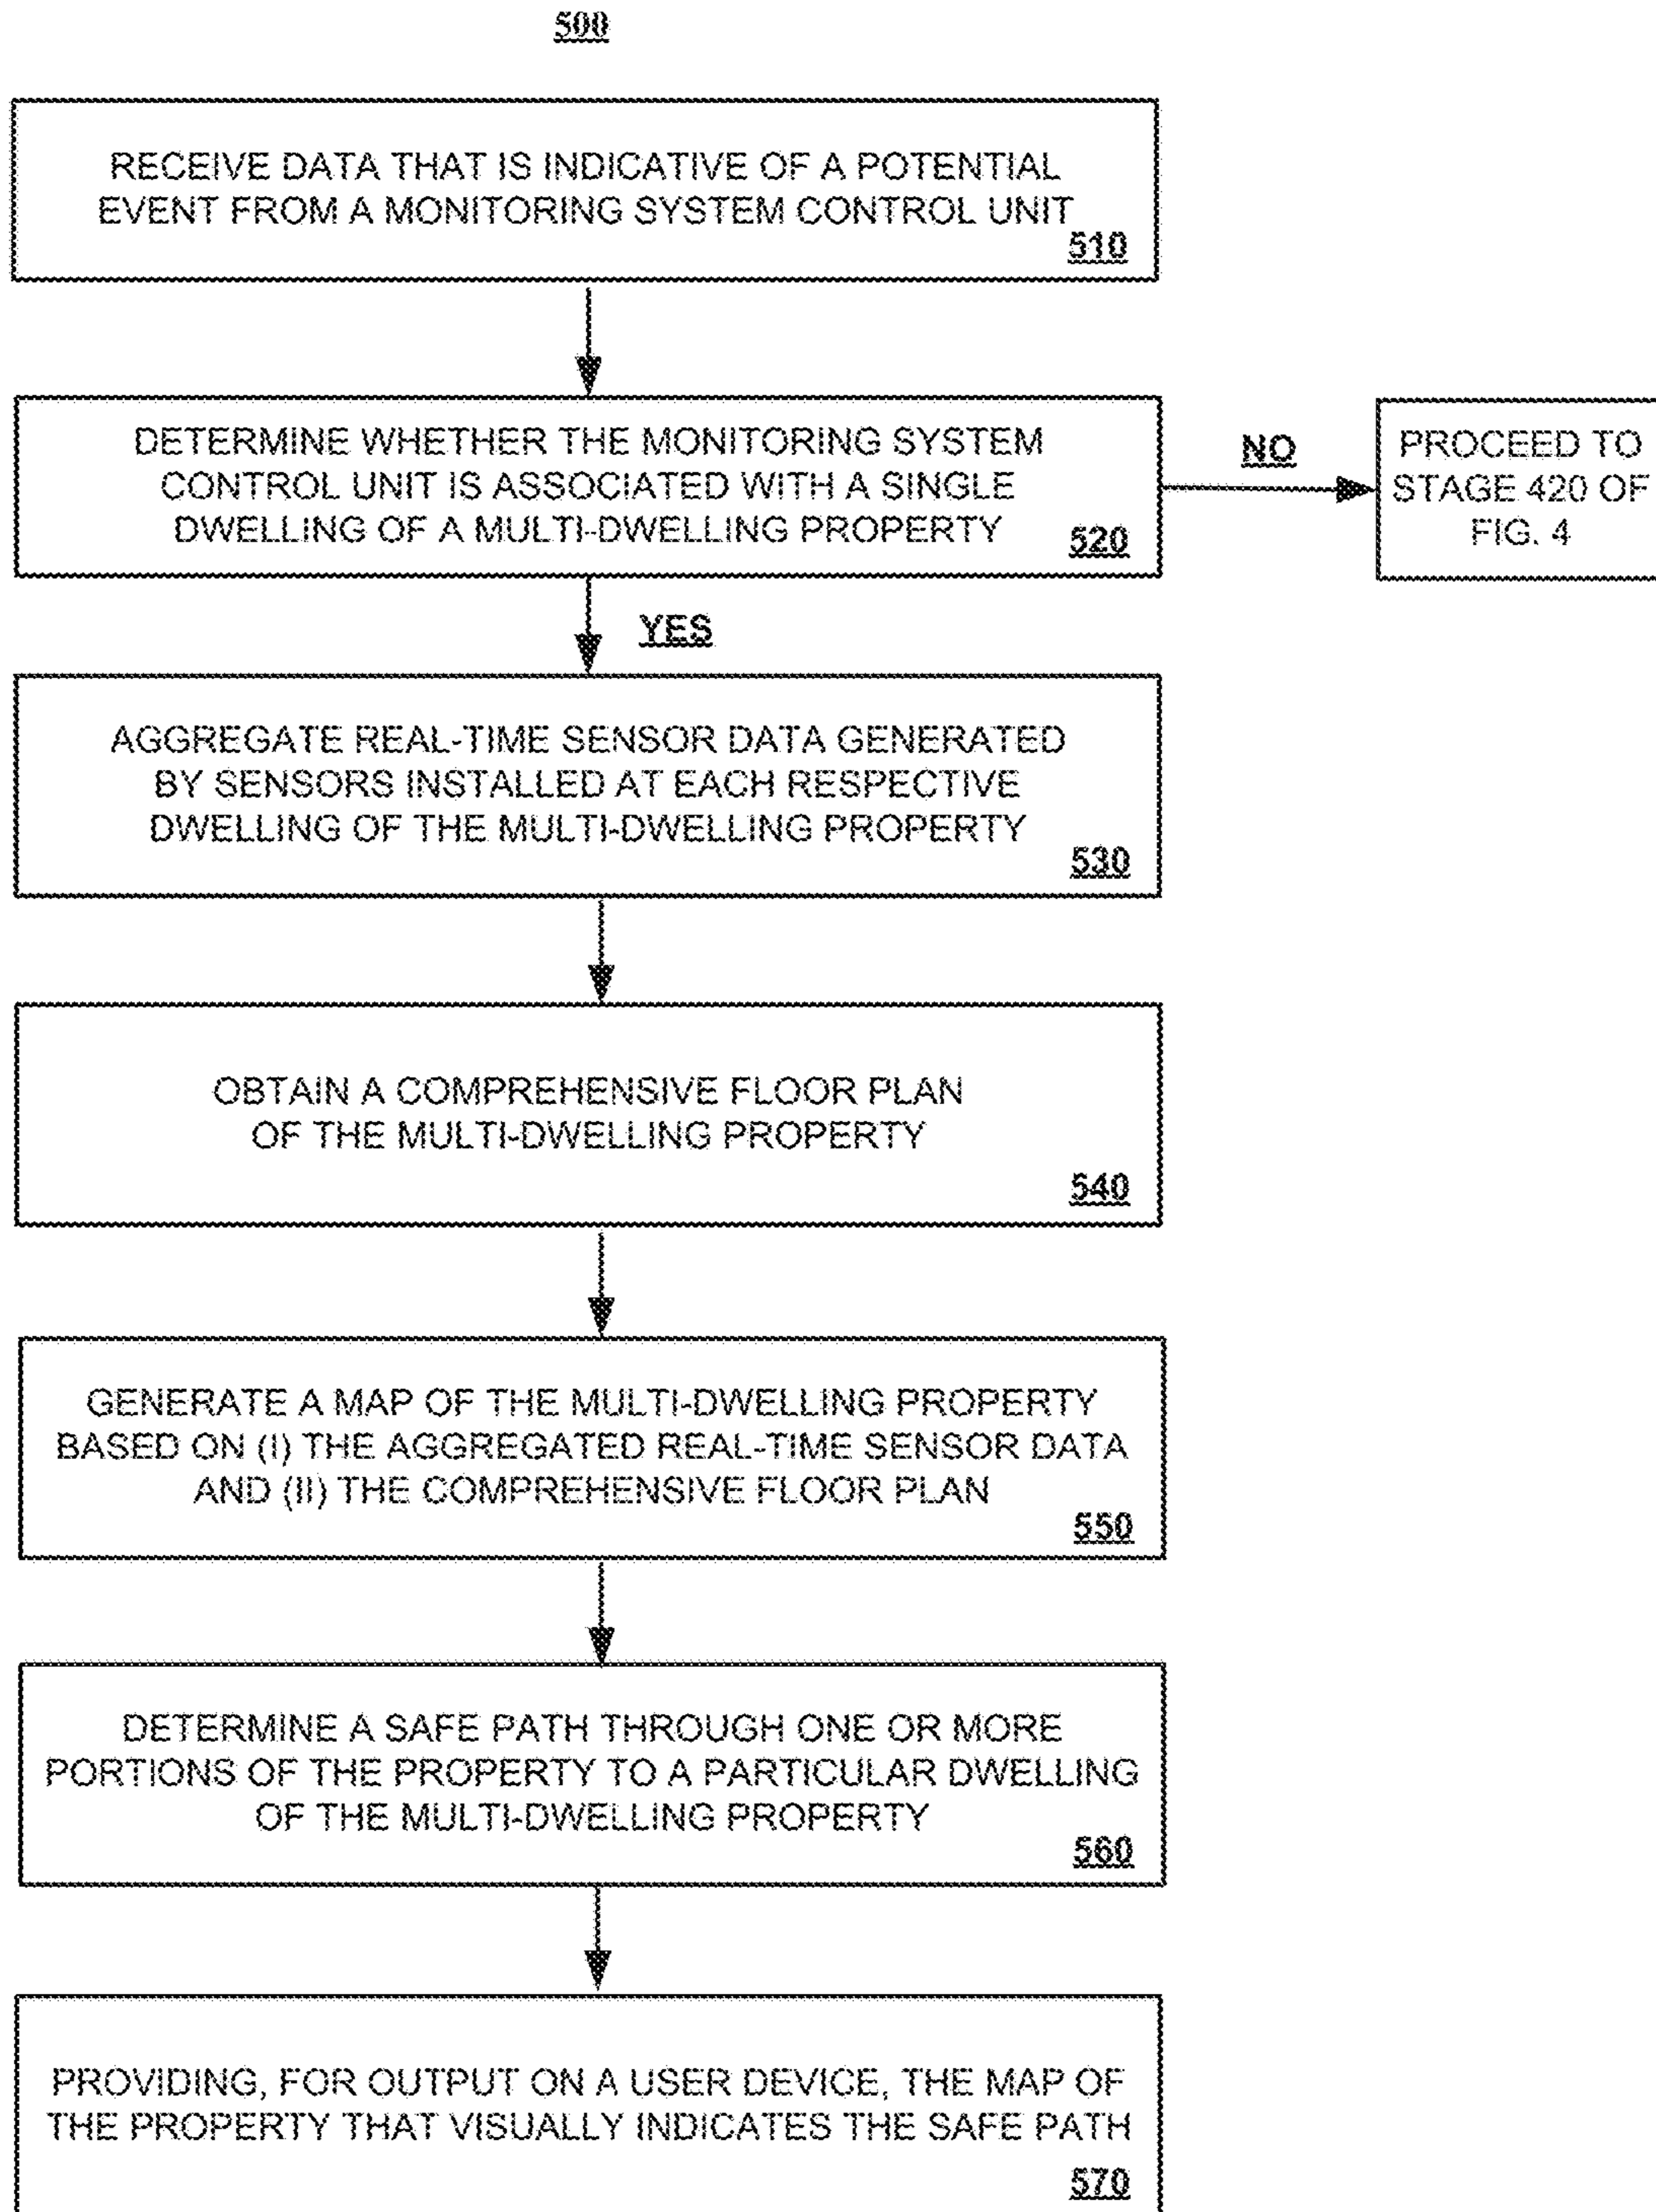 500
RECEIVE DATA THAT IS INDICATIVE OF A POTENTIAL
EVENT FROM A MONITORING SYSTEM CONTROL UNIT
510
DETERMINE WHETHER THE MONITORING SYSTEM
CONTROL UNIT IS ASSOCIATED WITH A SINGLE
DWELLING OF A MULTI-DWELLING PROPERTY
520
NO
PROCEED TO
STAGE 420 OF
FIG. 4
YES
AGGREGATE REAL-TIME SENSOR DATA GENERATED
BY SENSORS INSTALLED AT EACH RESPECTIVE
DWELLING OF THE MULTI-DWELLING PROPERTY
530
OBTAIN A COMPREHENSIVE FLOOR PLAN
OF THE MULTI-DWELLING PROPERTY
540
GENERATE A MAP OF THE MULTI-DWELLING PROPERTY
BASED ON (I) THE AGGREGATED REAL-TIME SENSOR DATA
AND (II) THE COMPREHENSIVE FLOOR PLAN
550
DETERMINE A SAFE PATH THROUGH ONE OR MORE
PORTIONS OF THE PROPERTY TO A PARTICULAR DWELLING
OF THE MULTI-DWELLING PROPERTY
560
PROVIDING, FOR OUTPUT ON A USER DEVICE, THE MAP OF
THE PROPERTY THAT VISUALLY INDICATES THE SAFE PATH
570